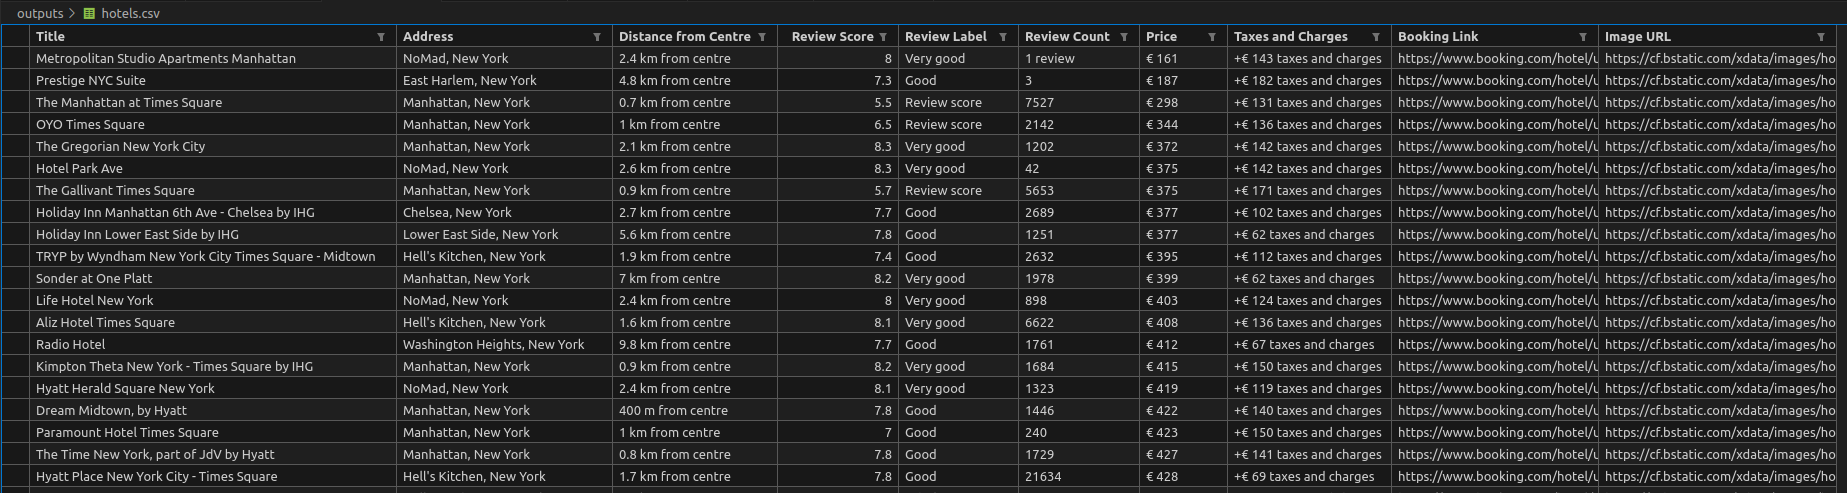 outputs > hotels.csv
Title Address Distance from Centre Review Score Review Label Review Count Price Taxes and Charges Booking Link Image URL
Metropolitan Studio Apartments Manhattan NoMad, New York 2.4 km from centre 8 Very good 1 review € 161 +€ 143 taxes and charges https://www.booking.com/hotel/u https://cf.bstatic.com/xdata/images/ho
Prestige NYC Suite East Harlem, New York 4.8 km from centre 7.3 Good 3 € 187 +€ 182 taxes and charges https://www.booking.com/hotel/u https://cf.bstatic.com/xdata/images/ho
The Manhattan at Times Square Manhattan, New York 0.7 km from centre 5.5 Review score 7527 € 298 +€ 131 taxes and charges https://www.booking.com/hotel/u https://cf.bstatic.com/xdata/images/ho
OYO Times Square Manhattan, New York 1 km from centre 6.5 Review score 2142 € 344 +€ 136 taxes and charges https://www.booking.com/hotel/u https://cf.bstatic.com/xdata/images/ho
The Gregorian New York City Manhattan, New York 2.1 km from centre 8.3 Very good 1202 € 372 +€ 142 taxes and charges https://www.booking.com/hotel/u https://cf.bstatic.com/xdata/images/ho
Hotel Park Ave NoMad, New York 2.6 km from centre 8.3 Very good 42 € 375 +€ 142 taxes and charges https://www.booking.com/hotel/u https://cf.bstatic.com/xdata/images/ho
The Gallivant Times Square Manhattan, New York 0.9 km from centre 5.7 Review score 5653 € 375 +€ 171 taxes and charges https://www.booking.com/hotel/u https://cf.bstatic.com/xdata/images/ho
Holiday Inn Manhattan 6th Ave - Chelsea by IHG Chelsea, New York 2.7 km from centre 7.7 Good 2689 € 377 +€ 102 taxes and charges https://www.booking.com/hotel/u https://cf.bstatic.com/xdata/images/ho
Holiday Inn Lower East Side by IHG Lower East Side, New York 5.6 km from centre 7.8 Good 1251 € 377 +€ 62 taxes and charges https://www.booking.com/hotel/u https://cf.bstatic.com/xdata/images/ho
TRYP by Wyndham New York City Times Square - Midtown Hell's Kitchen, New York 1.9 km from centre 7.4 Good 2632 € 395 +€ 112 taxes and charges https://www.booking.com/hotel/u https://cf.bstatic.com/xdata/images/ho
Sonder at One Platt Manhattan, New York 7 km from centre 8.2 Very good 1978 € 399 +€ 62 taxes and charges https://www.booking.com/hotel/u https://cf.bstatic.com/xdata/images/ho
Life Hotel New York NoMad, New York 2.4 km from centre 8 Very good 898 € 403 +€ 124 taxes and charges https://www.booking.com/hotel/u https://cf.bstatic.com/xdata/images/ho
Aliz Hotel Times Square Hell's Kitchen, New York 1.6 km from centre 8.1 Very good 6622 € 408 +€ 136 taxes and charges https://www.booking.com/hotel/u https://cf.bstatic.com/xdata/images/ho
Radio Hotel Washington Heights, New York 9.8 km from centre 7.7 Good 1761 € 412 +€ 67 taxes and charges https://www.booking.com/hotel/u https://cf.bstatic.com/xdata/images/ho
Kimpton Theta New York - Times Square by IHG Manhattan, New York 0.9 km from centre 8.2 Very good 1684 € 415 +€ 150 taxes and charges https://www.booking.com/hotel/u https://cf.bstatic.com/xdata/images/ho
Hyatt Herald Square New York NoMad, New York 2.4 km from centre 8.1 Very good 1323 € 419 +€ 119 taxes and charges https://www.booking.com/hotel/u https://cf.bstatic.com/xdata/images/ho
Dream Midtown, by Hyatt Manhattan, New York 400 m from centre 7.8 Good 1446 € 422 +€ 140 taxes and charges https://www.booking.com/hotel/u https://cf.bstatic.com/xdata/images/ho
Paramount Hotel Times Square Manhattan, New York 1 km from centre 7 Good 240 € 423 +€ 150 taxes and charges https://www.booking.com/hotel/u https://cf.bstatic.com/xdata/images/ho
The Time New York, part of JdV by Hyatt Manhattan, New York 0.8 km from centre 7.8 Good 1729 € 427 +€ 141 taxes and charges https://www.booking.com/hotel/u https://cf.bstatic.com/xdata/images/ho
Hyatt Place New York City - Times Square Hell's Kitchen, New York 1.7 km from centre 7.8 Good 21634 € 428 +€ 69 taxes and charges https://www.booking.com/hotel/u https://cf.bstatic.com/xdata/images/ho